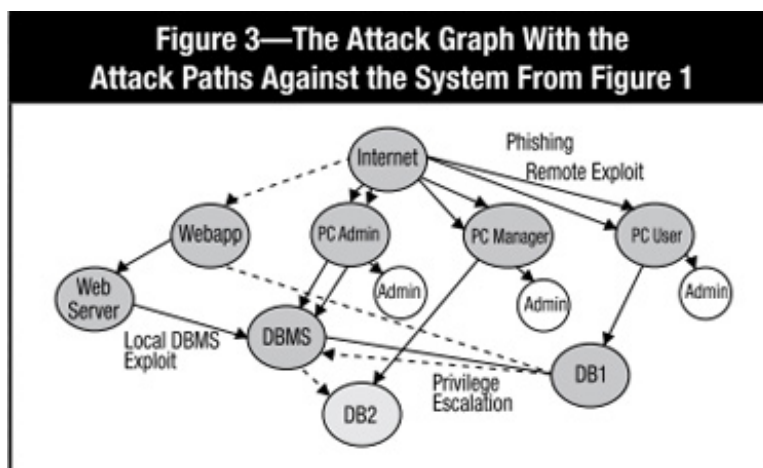 Figure 3—The Attack Graph With the
Attack Paths Against the System From Figure 1
Internet
Phishing
Remote Exploit
Webapp
PC Admin
PC Manager
PC User
Web
Server
Admin
Admin
Admin
Local DBMS
Exploit
DBMS
Privilege
Escalation
DB1
DB2